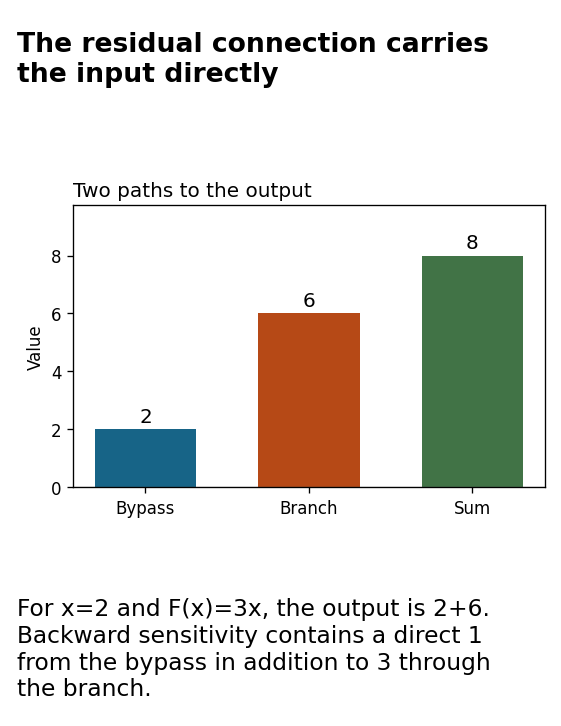 The residual connection carries
the input directly
Two paths to the output
Value
0
2
4
6
8
2
6
8
Bypass
Branch
Sum
For x=2 and F(x)=3x, the output is 2+6.
Backward sensitivity contains a direct 1
from the bypass in addition to 3 through
the branch.